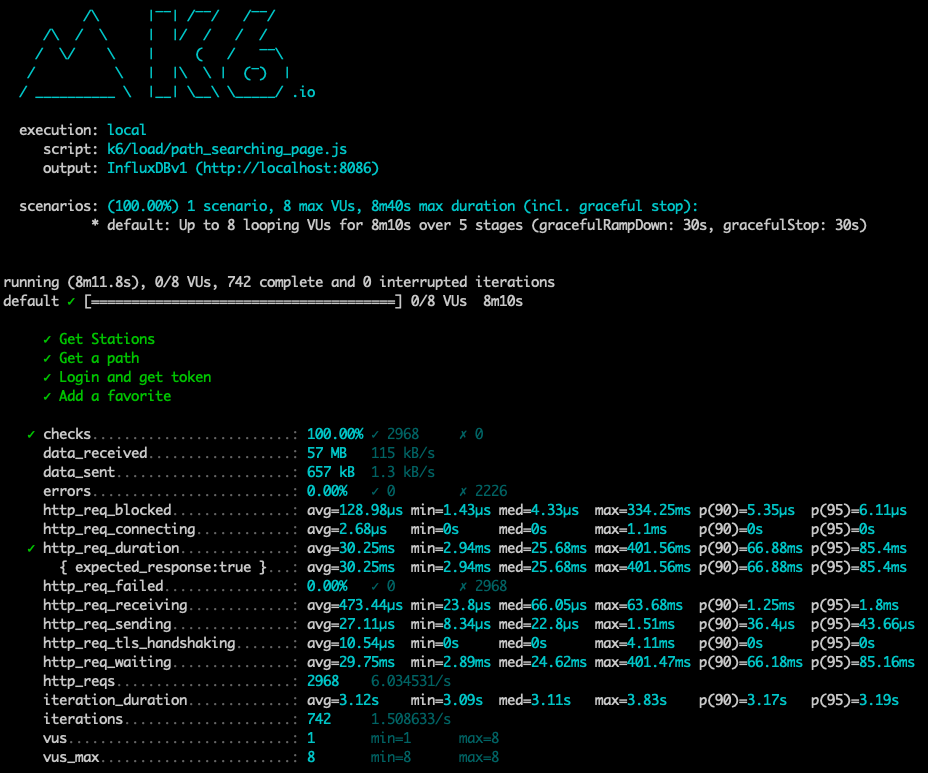 /\      |‾‾| /‾‾/   /‾‾/
/\  /  \     |  |/  /   /  /
/  \/    \    |     (   /   ‾‾\
/          \   |  |\  \ |  (‾)  |
/ __________ \  |__| \__\ \_____/ .io
execution: local
script: k6/load/path_searching_page.js
output: InfluxDBv1 (http://localhost:8086)
scenarios: (100.00%) 1 scenario, 8 max VUs, 8m40s max duration (incl. graceful stop):
* default: Up to 8 looping VUs for 8m10s over 5 stages (gracefulRampDown: 30s, gracefulStop: 30s)
running (8m11.8s), 0/8 VUs, 742 complete and 0 interrupted iterations
default ✓ [======================================] 0/8 VUs  8m10s
✓ Get Stations
✓ Get a path
✓ Login and get token
✓ Add a favorite
✓ checks.........................: 100.00% ✓ 2968     ✗ 0
data_received..................: 57 MB   115 kB/s
data_sent......................: 657 kB  1.3 kB/s
errors.........................: 0.00%   ✓ 0        ✗ 2226
http_req_blocked...............: avg=128.98µs min=1.43µs med=4.33µs  max=334.25ms p(90)=5.35µs  p(95)=6.11µs
http_req_connecting............: avg=2.68µs   min=0s     med=0s      max=1.1ms    p(90)=0s      p(95)=0s
✓ http_req_duration..............: avg=30.25ms  min=2.94ms med=25.68ms max=401.56ms p(90)=66.88ms p(95)=85.4ms
{ expected_response:true }...: avg=30.25ms  min=2.94ms med=25.68ms max=401.56ms p(90)=66.88ms p(95)=85.4ms
http_req_failed................: 0.00%   ✓ 0        ✗ 2968
http_req_receiving.............: avg=473.44µs min=23.8µs med=66.05µs max=63.68ms  p(90)=1.25ms  p(95)=1.8ms
http_req_sending...............: avg=27.11µs  min=8.34µs med=22.8µs  max=1.51ms   p(90)=36.4µs  p(95)=43.66µs
http_req_tls_handshaking.......: avg=10.54µs  min=0s     med=0s      max=4.11ms   p(90)=0s      p(95)=0s
http_req_waiting...............: avg=29.75ms  min=2.89ms med=24.62ms max=401.47ms p(90)=66.18ms p(95)=85.16ms
http_reqs......................: 2968    6.034531/s
iteration_duration.............: avg=3.12s    min=3.09s  med=3.11s   max=3.83s    p(90)=3.17s   p(95)=3.19s
iterations.....................: 742     1.508633/s
vus............................: 1       min=1      max=8
vus_max........................: 8       min=8      max=8